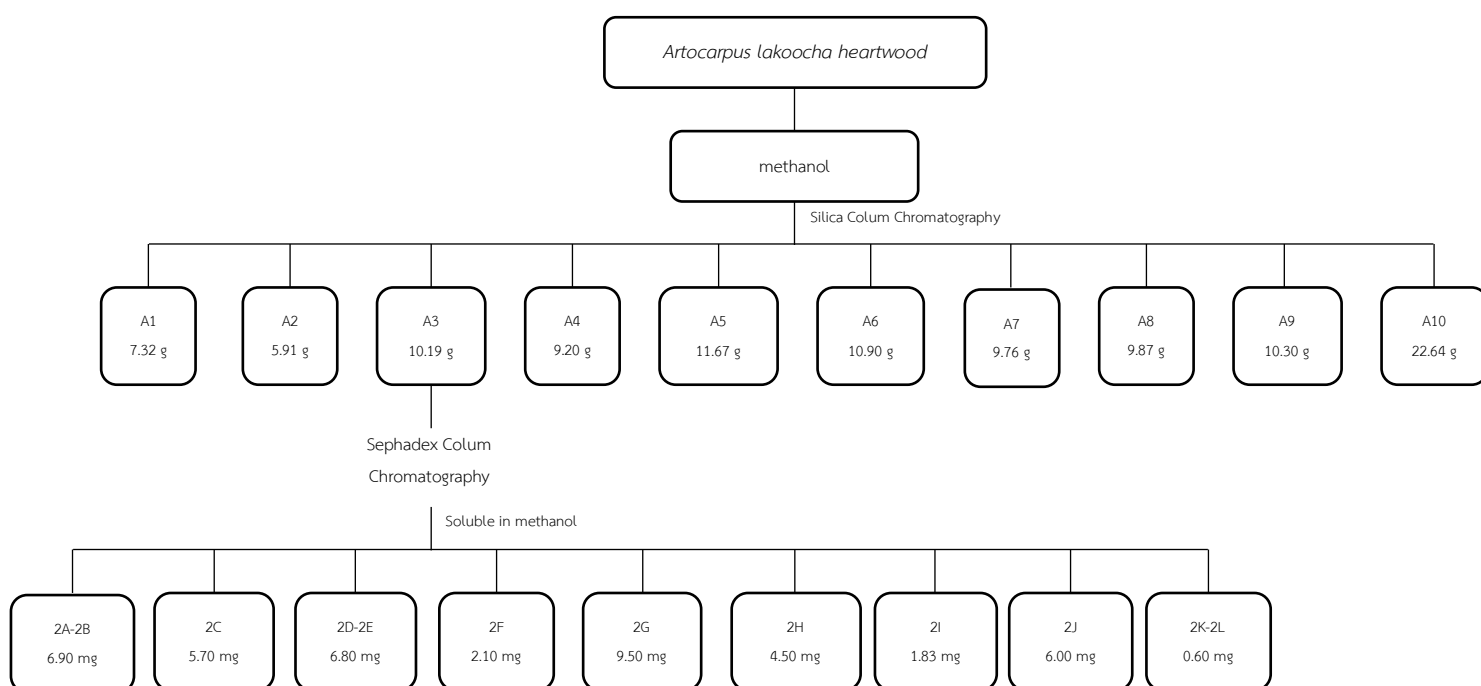 Artocarpus lakoocha heartwood
methanol
Silica Colum Chromatography
A1
7.32 g
A2
5.91 g
A3
10.19 g
A4
9.20 g
A5
11.67 g
A6
10.90 g
A7
9.76 g
A8
9.87 g
A9
10.30 g
A10
22.64 g
Sephadex Colum
Chromatography
Soluble in methanol
2A-2B
6.90 mg
2C
5.70 mg
2D-2E
6.80 mg
2F
2.10 mg
2G
9.50 mg
2H
4.50 mg
2I
1.83 mg
2J
6.00 mg
2K-2L
0.60 mg